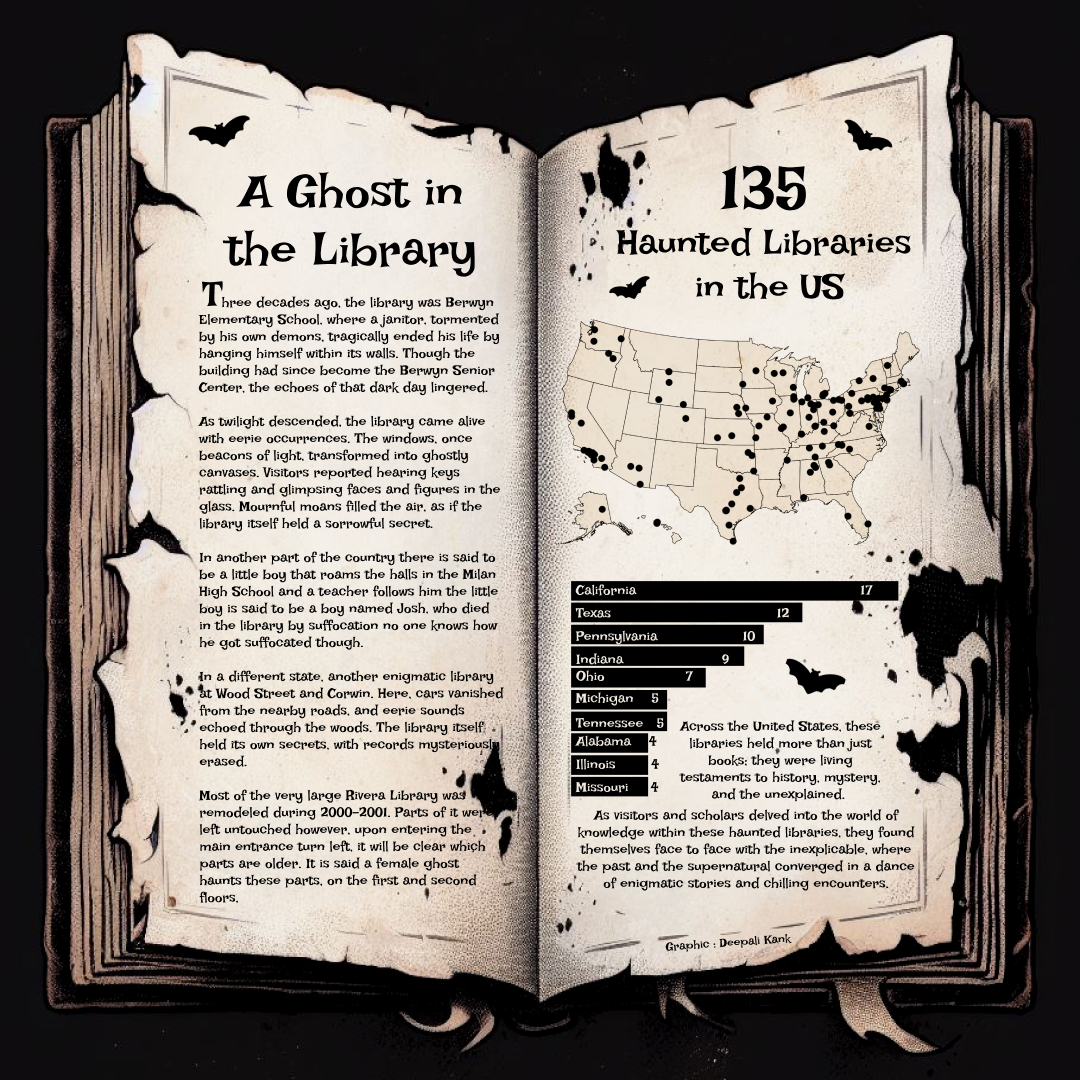 A Ghost in
the Library
Three decades ago, the library was Berwyn
Elementary School, where a janitor, tormented
by his own demons, tragically ended his life by
hanging himself within its walls. Though the
building had since become the Berwyn Senior
Center, the echoes of that dark day lingered.
As twilight descended, the library came alive
with eerie occurrences. The windows, once
beacons of light, transformed into ghostly
canvases. Visitors reported hearing keys
rattling and glimpsing faces and figures in the
glass. Mournful moans filled the air, as if the
library itself held a sorrowful secret.
In another part of the country there is said to
be a little boy that roams the halls in the Milan
High School and a teacher follows him the little
boy is said to be a boy named Josh, who died
in the library by suffocation no one knows how
he got suffocated though.
In a different state, another enigmatic library
at Wood Street and Corwin. Here, cars vanished
from the nearby roads, and eerie sounds
echoed through the woods. The library itself
held its own secrets, with records mysteriously
erased.
Most of the very large Rivera Library was
remodeled during 2000-2001. Parts of it were
left untouched however, upon entering the
main entrance turn left, it will be clear which
parts are older. It is said a female ghost
haunts these parts, on the first and second
floors.
135
Haunted Libraries
in the US
California 17
Texas 12
Pennsylvania 10
Indiana 9
Ohio 7
Michigan 5
Tennessee 5
Alabama 4
Illinois 4
Missouri 4
Across the United States, these
libraries held more than just
books; they were living
testaments to history, mystery,
and the unexplained.
As visitors and scholars delved into the world of
knowledge within these haunted libraries, they found
themselves face to face with the inexplicable, where
the past and the supernatural converged in a dance
of enigmatic stories and chilling encounters.
Graphic : Deepali Kank